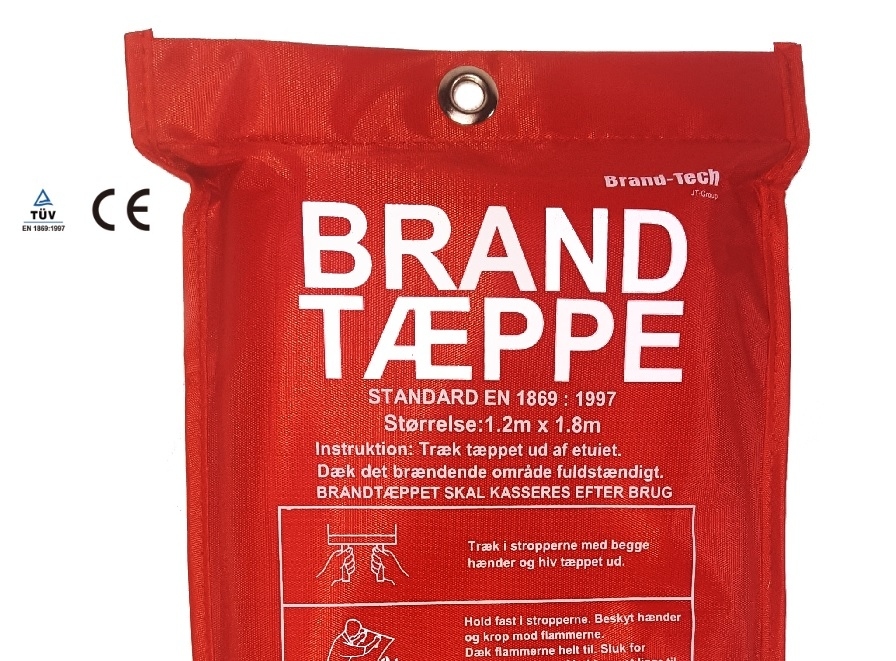 TÜV
EN 1869:1997
CE
Brand-Tech
JT-Group
BRAND
TÆPPE
STANDARD EN 1869 : 1997
Størrelse:1.2m x 1.8m
Instruktion: Træk tæppet ud af etuiet.
Dæk det brændende område fuldstændigt.
BRANDTÆPPET SKAL KASSERES EFTER BRUG
Træk i stropperne med begge
hænder og hiv tæppet ud.
Hold fast i stropperne. Beskyt hænder
og krop mod flammerne.
Dæk flammerne helt til. Sluk for